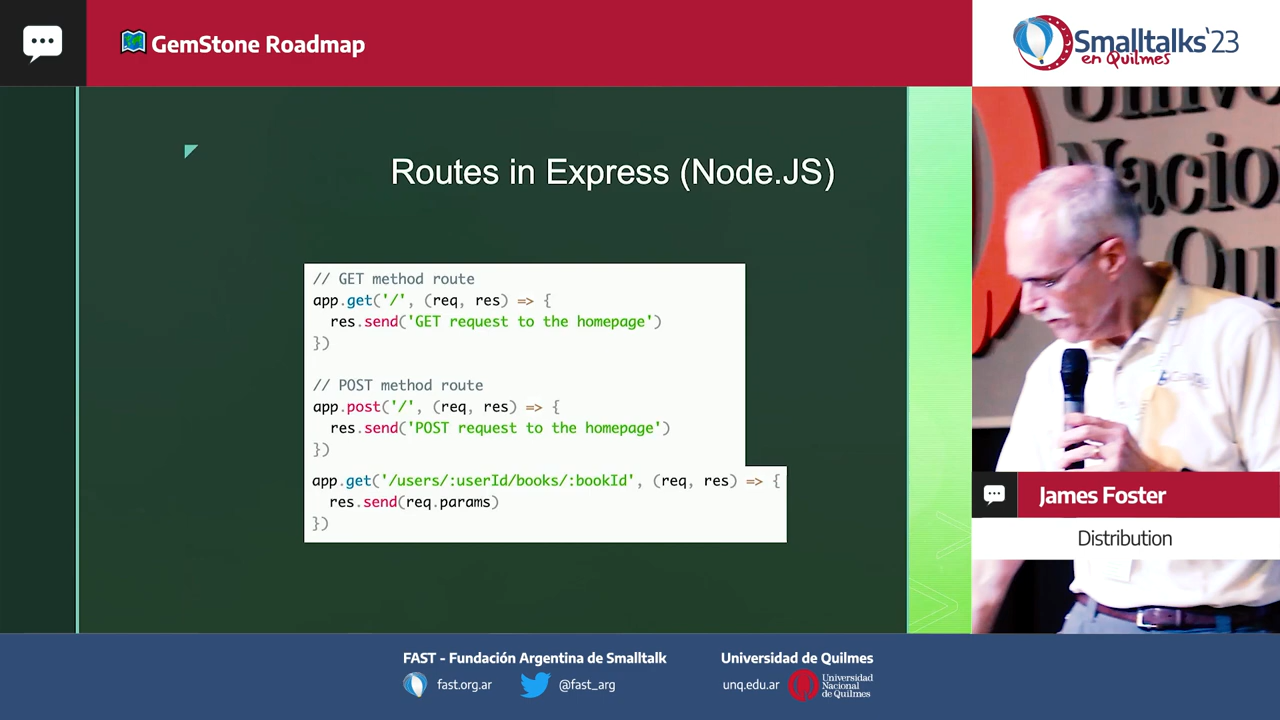 GemStone Roadmap
Smalltalks'23
en Quilmes
Routes in Express (Node.JS)
// GET method route
app.get('/', (req, res) => {
  res.send('GET request to the homepage')
})
// POST method route
app.post('/', (req, res) => {
  res.send('POST request to the homepage')
})
app.get('/users/:userId/books/:bookId', (req, res) => {
  res.send(req.params)
})
Nacional
James Foster
Distribution
FAST - Fundación Argentina de Smalltalk
fast.org.ar
@fast_arg
Universidad de Quilmes
unq.edu.ar
Universidad
Nacional
de Quilmes